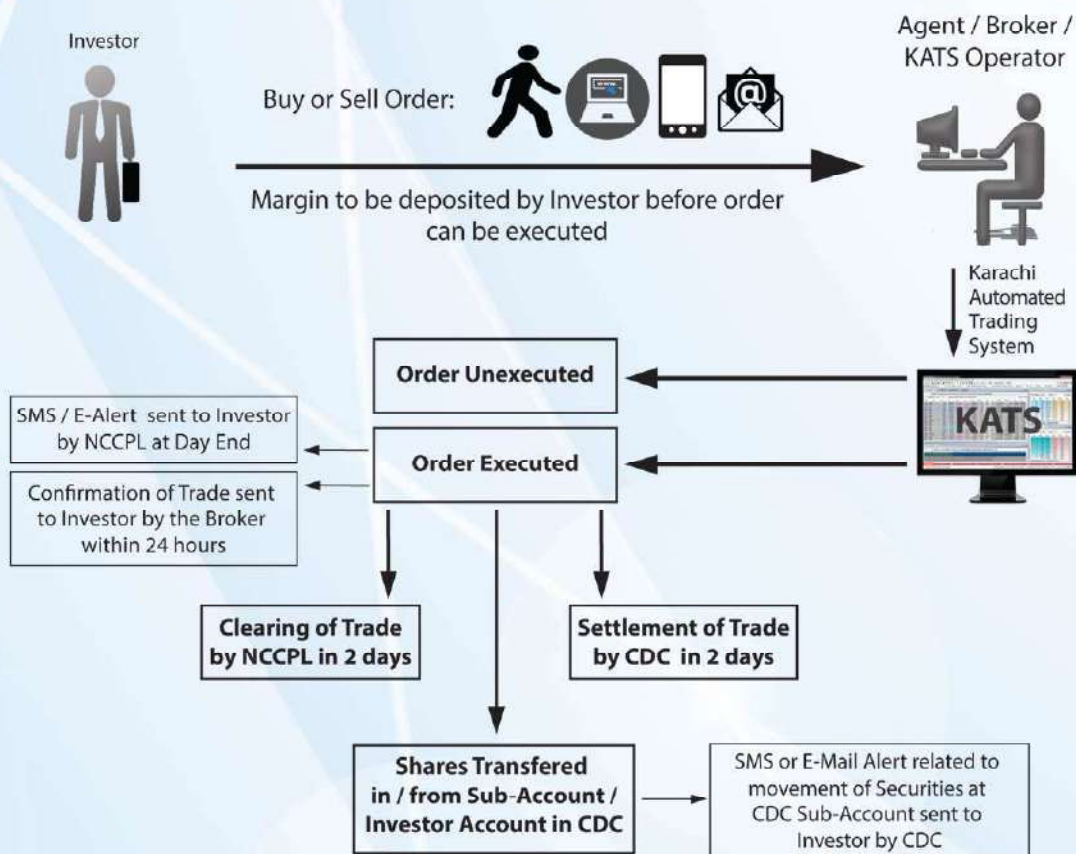 Investor
Agent / Broker /
KATS Operator
Buy or Sell Order:
@
Margin to be deposited by Investor before order
can be executed
Karachi
Automated
Trading
System
KATS
Order Unexecuted
Order Executed
SMS / E-Alert sent to Investor
by NCCPL at Day End
Confirmation of Trade sent
to Investor by the Broker
within 24 hours
Clearing of Trade
by NCCPL in 2 days
Settlement of Trade
by CDC in 2 days
Shares Transfered
in / from Sub-Account /
Investor Account in CDC
SMS or E-Mail Alert related to
movement of Securities at
CDC Sub-Account sent to
Investor by CDC